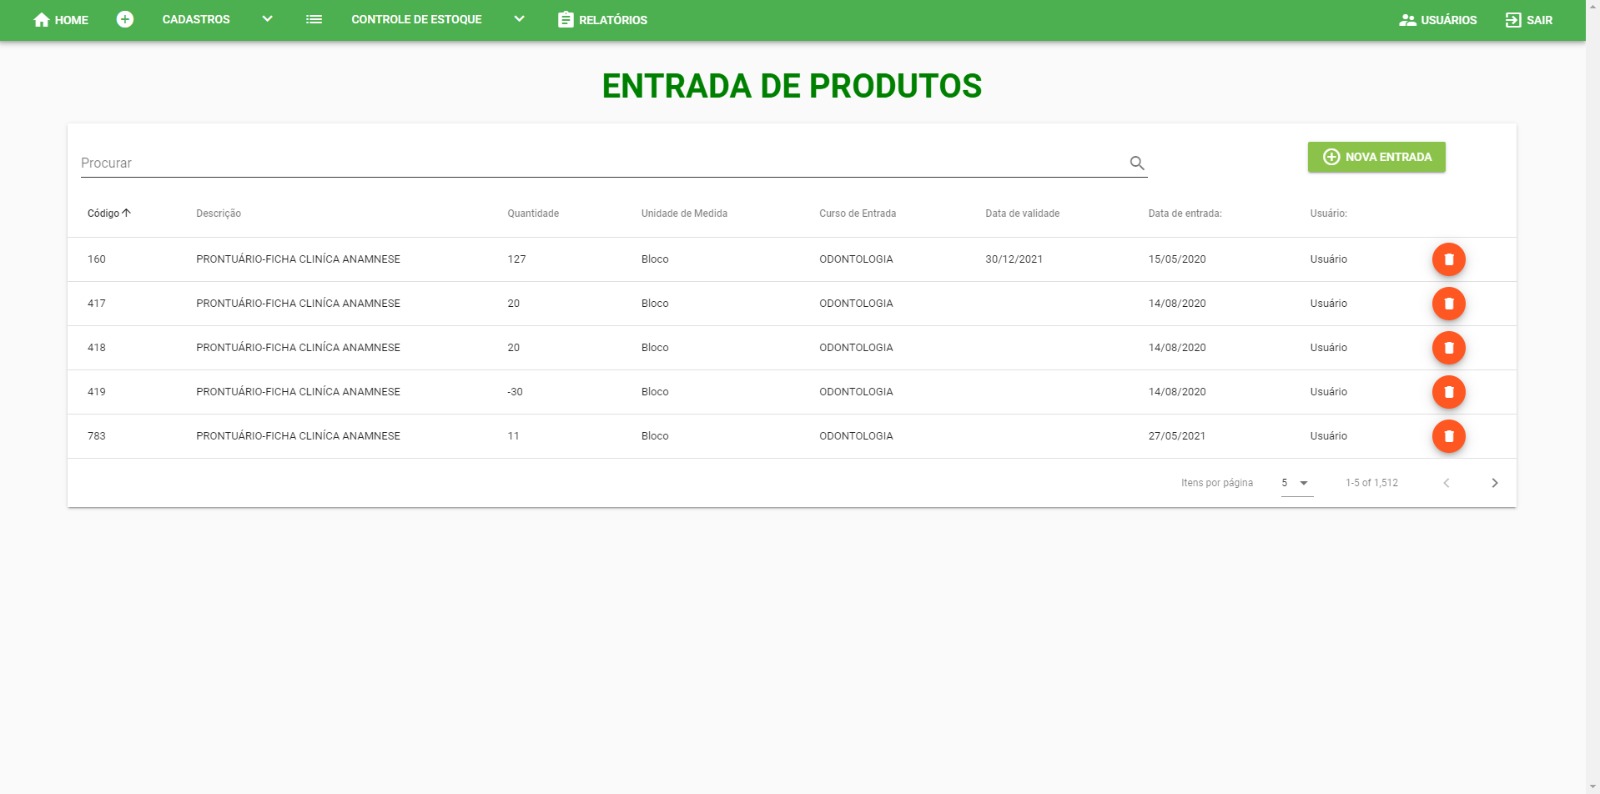 HOME CADASTROS CONTROLE DE ESTOQUE RELATÓRIOS USUÁRIOS SAIR
ENTRADA DE PRODUTOS
Procurar NOVA ENTRADA
Código Descrição Quantidade Unidade de Medida Curso de Entrada Data de validade Data de entrada: Usuário:
160 PRONTUÁRIO-FICHA CLINÍCA ANAMNESE 127 Bloco ODONTOLOGIA 30/12/2021 15/05/2020 Usuário
417 PRONTUÁRIO-FICHA CLINÍCA ANAMNESE 20 Bloco ODONTOLOGIA 14/08/2020 Usuário
418 PRONTUÁRIO-FICHA CLINÍCA ANAMNESE 20 Bloco ODONTOLOGIA 14/08/2020 Usuário
419 PRONTUÁRIO-FICHA CLINÍCA ANAMNESE -30 Bloco ODONTOLOGIA 14/08/2020 Usuário
783 PRONTUÁRIO-FICHA CLINÍCA ANAMNESE 11 Bloco ODONTOLOGIA 27/05/2021 Usuário
Itens por página 5 1-5 of 1,512